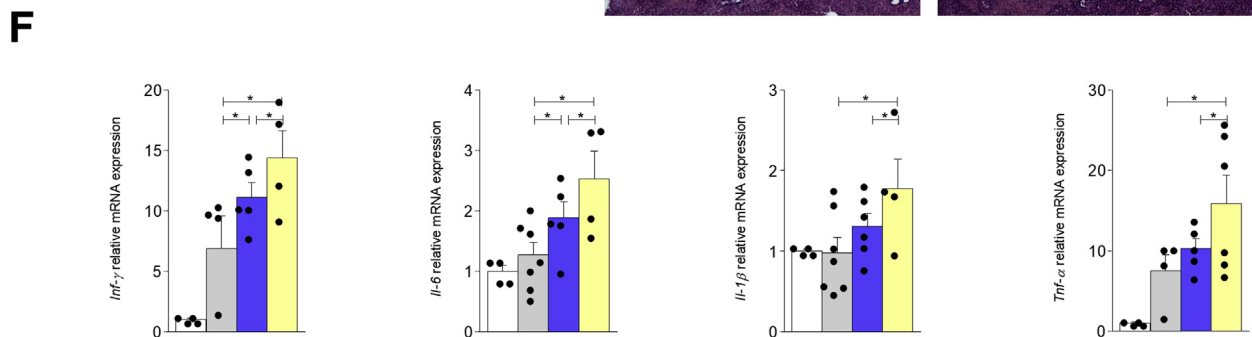 F
Inf-γ relative mRNA expression
20
15
10
5
0
* * *
Il-6 relative mRNA expression
4
3
2
1
0
* * *
Il-1β relative mRNA expression
3
2
1
0
* *
Tnf-α relative mRNA expression
30
20
10
0
* *